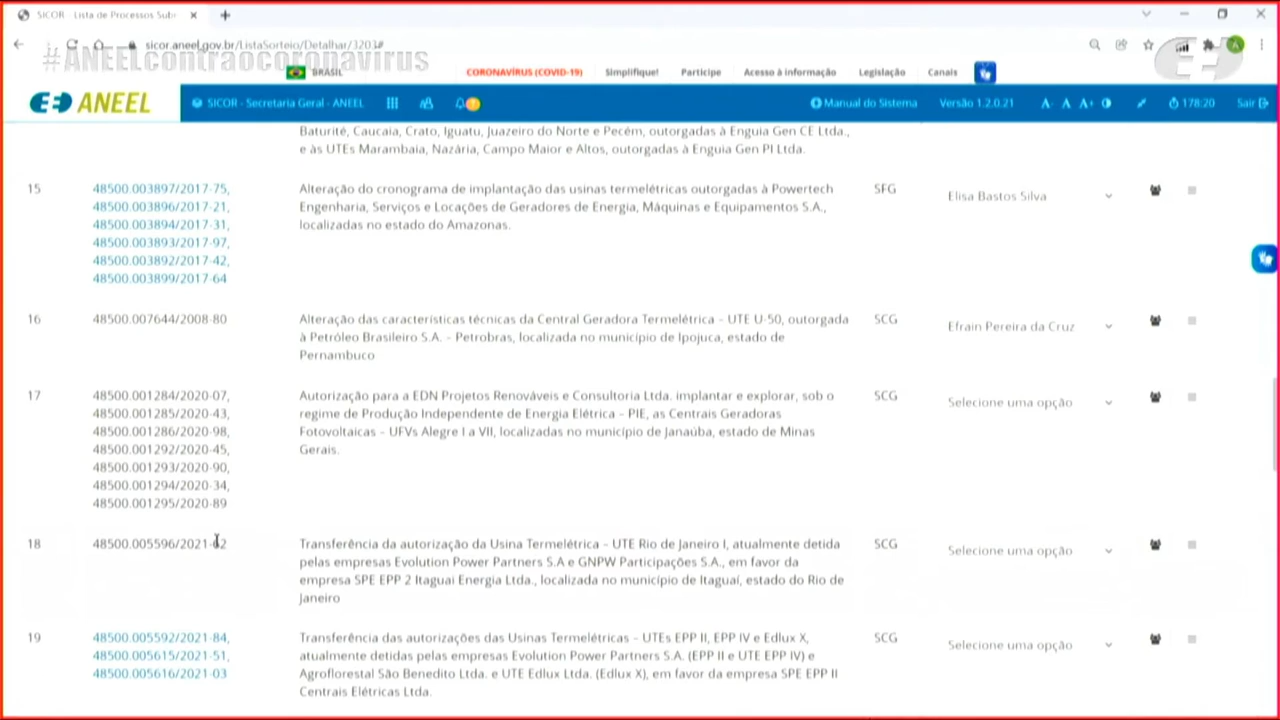 SICOR - Lista de Processos Sub
sicor.aneel.gov.br/ListaSorteio/Detalhar/3203#
#ANEELcontraocoronavirus
BRASIL
CORONAVÍRUS (COVID-19) Simplifique! Participe Acesso à informação Legislação Canais
ANEEL SICOR - Secretaria Geral - ANEEL Manual do Sistema Versão 1.2.0.21 A- A A+ 178:20 Sair
Baturité, Caucaia, Crato, Iguatu, Juazeiro do Norte e Pecém, outorgadas à Enguia Gen CE Ltda.,
e às UTEs Marambaia, Nazária, Campo Maior e Altos, outorgadas à Enguia Gen PI Ltda.
15 48500.003897/2017-75, Alteração do cronograma de implantação das usinas termelétricas outorgadas à Powertech SFG Elisa Bastos Silva
48500.003896/2017-21, Engenharia, Serviços e Locações de Geradores de Energia, Máquinas e Equipamentos S.A.,
48500.003894/2017-31, localizadas no estado do Amazonas.
48500.003893/2017-97,
48500.003892/2017-42,
48500.003899/2017-64
16 48500.007644/2008-80 Alteração das características técnicas da Central Geradora Termelétrica - UTE U-50, outorgada SCG Efrain Pereira da Cruz
à Petróleo Brasileiro S.A. - Petrobras, localizada no município de Ipojuca, estado de
Pernambuco
17 48500.001284/2020-07, Autorização para a EDN Projetos Renováveis e Consultoria Ltda. implantar e explorar, sob o SCG Selecione uma opção
48500.001285/2020-43, regime de Produção Independente de Energia Elétrica - PIE, as Centrais Geradoras
48500.001286/2020-98, Fotovoltaicas - UFVs Alegre I a VII, localizadas no município de Janaúba, estado de Minas
48500.001292/2020-45, Gerais.
48500.001293/2020-90,
48500.001294/2020-34,
48500.001295/2020-89
18 Transferência da autorização da Usina Termelétrica - UTE Rio de Janeiro I, atualmente detida SCG Selecione uma opção
pelas empresas Evolution Power Partners S.A e GNPW Participações S.A., em favor da
empresa SPE EPP 2 Itaguaí Energia Ltda., localizada no município de Itaguaí, estado do Rio de
Janeiro
19 48500.005592/2021-84, Transferência das autorizações das Usinas Termelétricas - UTEs EPP II, EPP IV e Edlux X, SCG Selecione uma opção
48500.005615/2021-51, atualmente detidas pelas empresas Evolution Power Partners S.A. (EPP II e UTE EPP IV) e
48500.005616/2021-03 Agroflorestal São Benedito Ltda. e UTE Edlux Ltda. (Edlux X), em favor da empresa SPE EPP II
Centrais Elétricas Ltda.